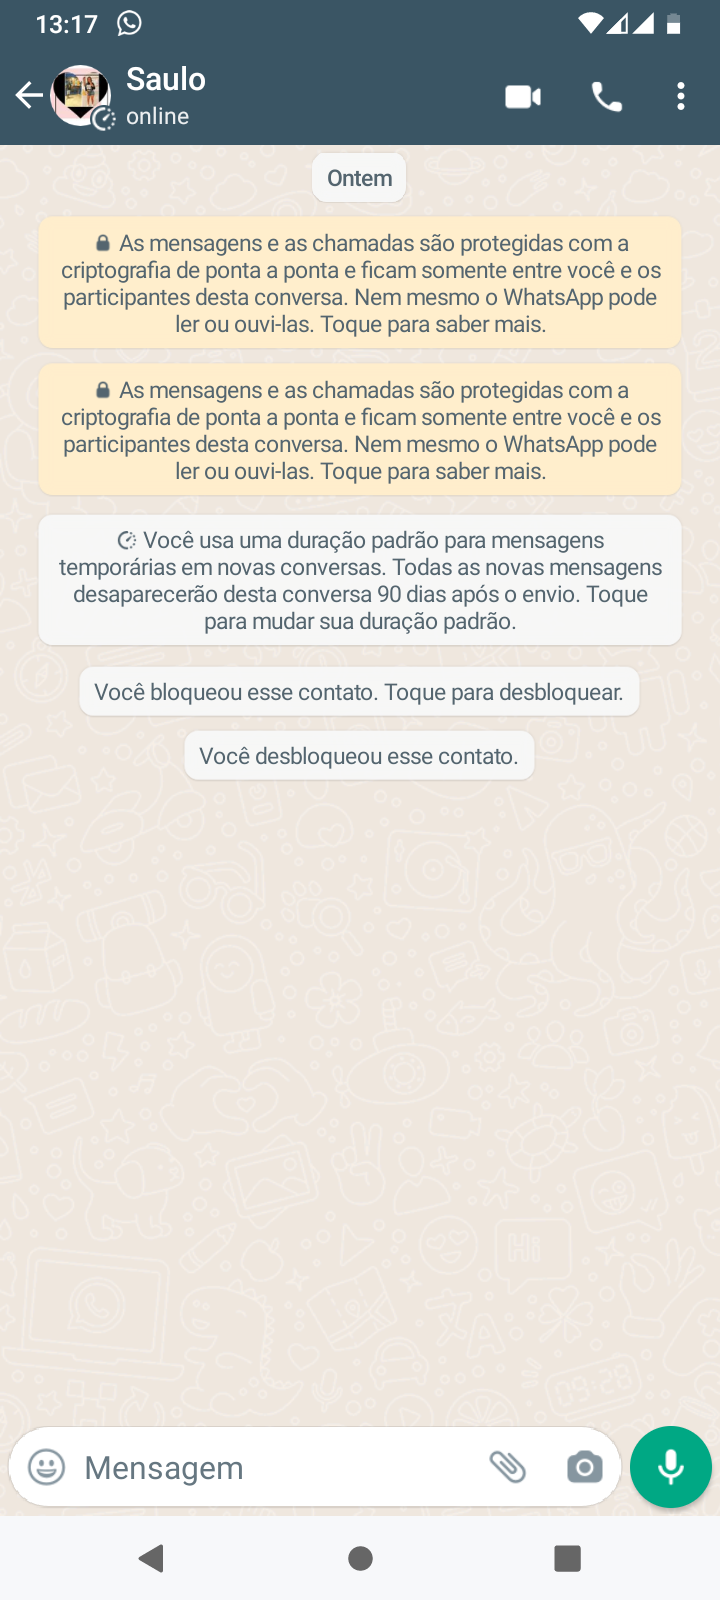 13:17
Saulo
online
Ontem
As mensagens e as chamadas são protegidas com a
criptografia de ponta a ponta e ficam somente entre você e os
participantes desta conversa. Nem mesmo o WhatsApp pode
ler ou ouvi-las. Toque para saber mais.
As mensagens e as chamadas são protegidas com a
criptografia de ponta a ponta e ficam somente entre você e os
participantes desta conversa. Nem mesmo o WhatsApp pode
ler ou ouvi-las. Toque para saber mais.
Você usa uma duração padrão para mensagens
temporárias em novas conversas. Todas as novas mensagens
desaparecerão desta conversa 90 dias após o envio. Toque
para mudar sua duração padrão.
Você bloqueou esse contato. Toque para desbloquear.
Você desbloqueou esse contato.
Hi
09:28
Mensagem